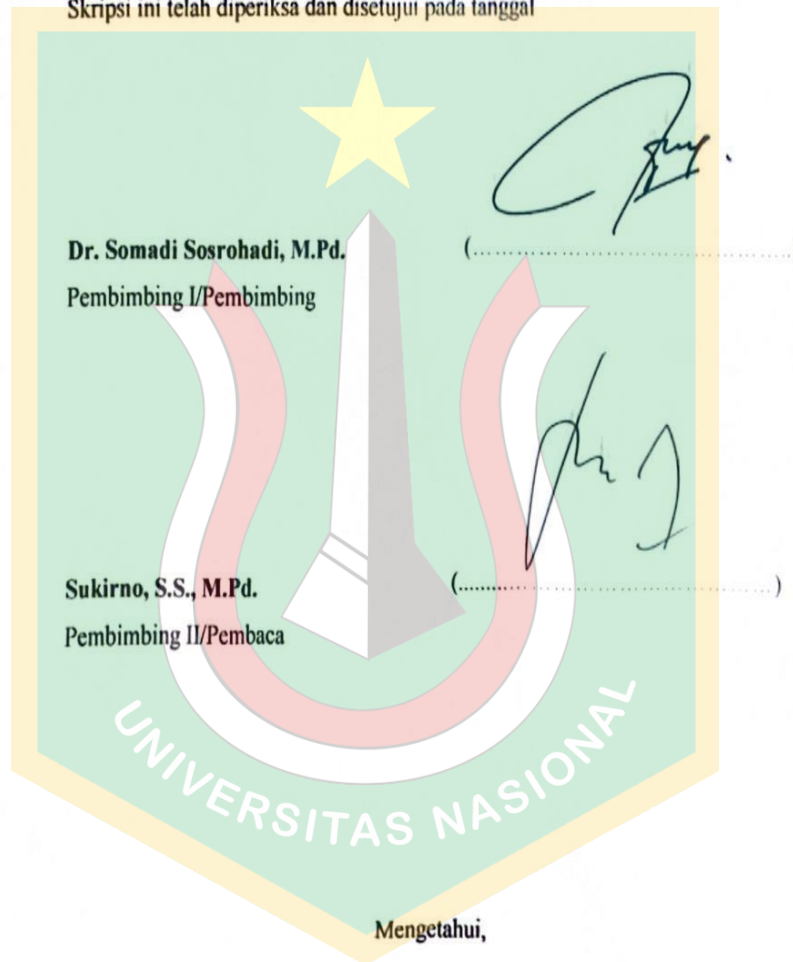 Skripsi ini telah diperiksa dan disetujui pada tanggal
Dr. Somadi Sosrohadi, M.Pd. (..................................................
Pembimbing I/Pembimbing
Sukirno, S.S., M.Pd. (..................................................)
Pembimbing II/Pembaca
UNIVERSITAS NASIONAL
Mengetahui,